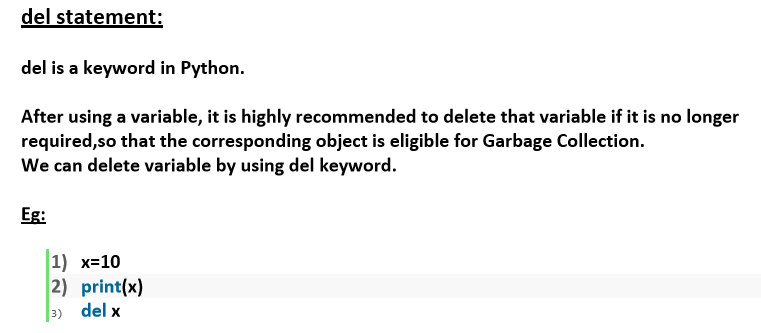 del statement:
del is a keyword in Python.
After using a variable, it is highly recommended to delete that variable if it is no longer
required,so that the corresponding object is eligible for Garbage Collection.
We can delete variable by using del keyword.
Eg:
1) x=10
2) print(x)
3) del x